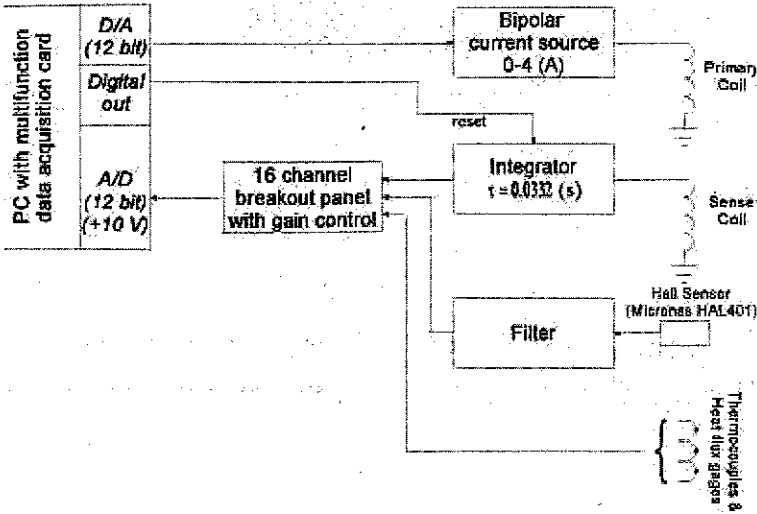 PC with multifunction
data acquisition card
D/A
(12 bit)
Digital
out
A/D
(12 bit)
(+10 V)
Bipolar
current source
0-4 (A)
Primary
Coil
reset
16 channel
breakout panel
with gain control
Integrator
τ = 0.0332 (s)
Sense
Coil
Hall Sensor
(Micronas HAL401)
Filter
Thermocouples &
Heat flux gages